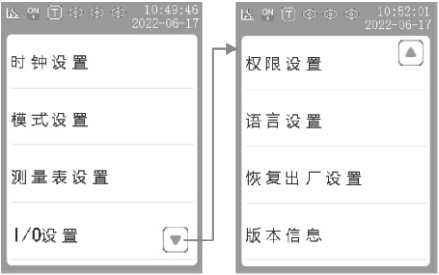 ON T 10:49:46
2022-06-17
时钟设置
模式设置
测量表设置
I/O设置
ON T 10:52:01
2022-06-17
权限设置
语言设置
恢复出厂设置
版本信息